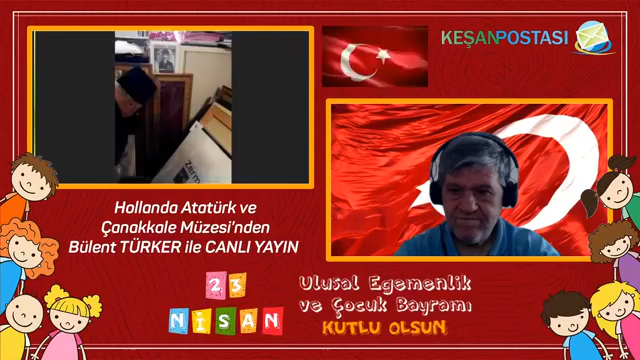 KEŞANPOSTASI
Hollanda Atatürk ve
Çanakkale Müzesi'nden
Bülent TÜRKER ile CANLI YAYIN
23
NİSAN
Ulusal Egemenlik
ve Çocuk Bayramı
KUTLU OLSUN